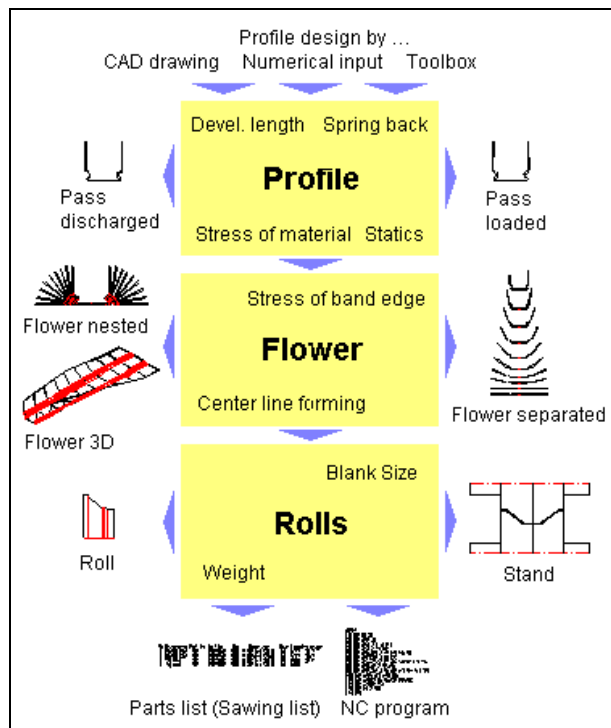 Profile design by ...
CAD drawing Numerical input Toolbox
Devel. length Spring back
Profile
Pass
discharged
Pass
loaded
Stress of material Statics
Stress of band edge
Flower nested
Flower
Center line forming
Flower separated
Flower 3D
Blank Size
Rolls
Roll
Weight
Stand
Parts list (Sawing list) NC program